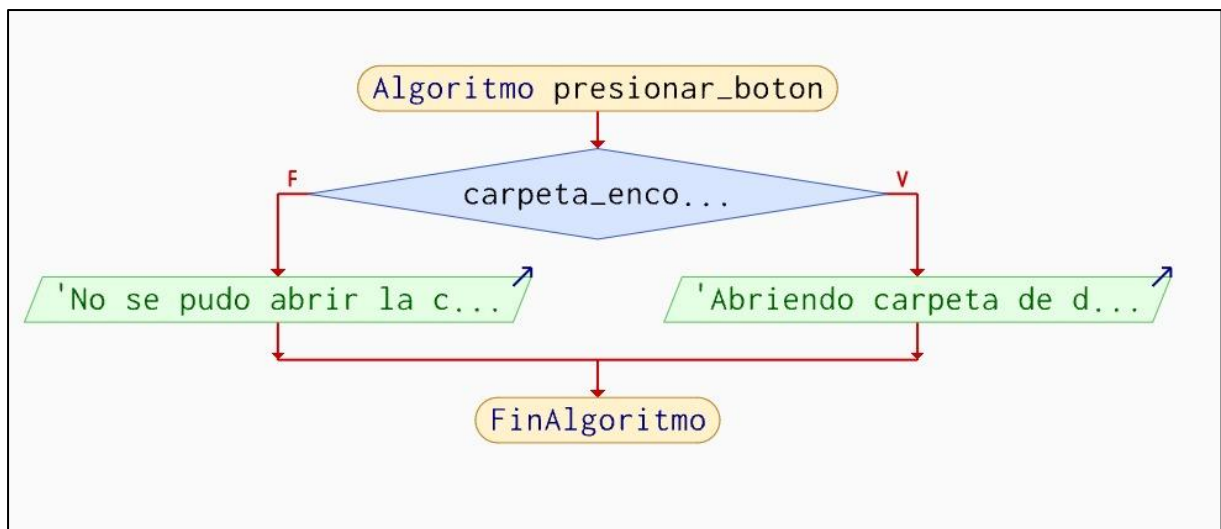 Algoritmo presionar_boton
F
V
carpeta_enco...
'No se pudo abrir la c...
'Abriendo carpeta de d...
FinAlgoritmo